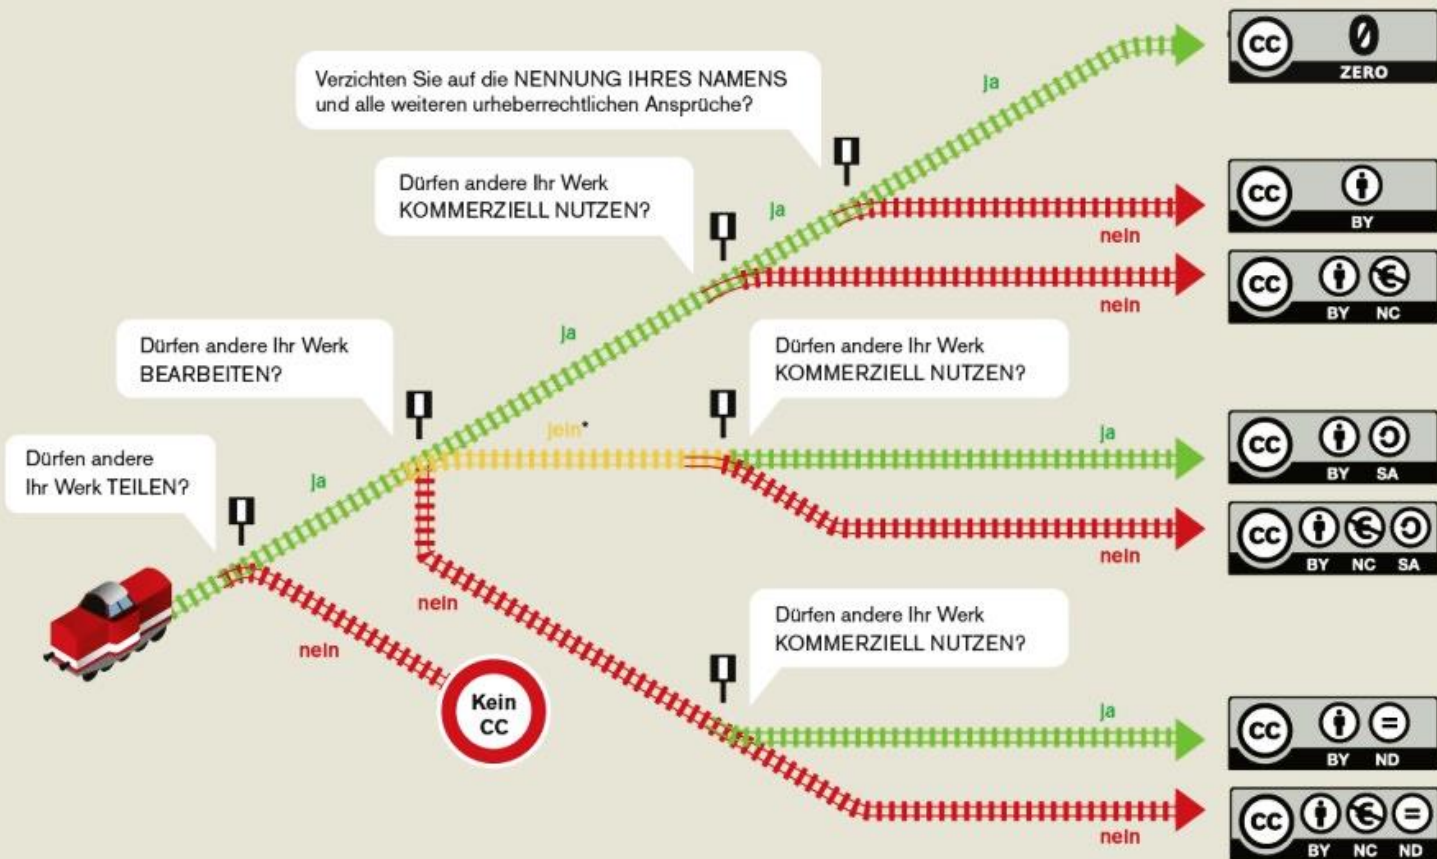 cc 0
ZERO
Verzichten Sie auf die NENNUNG IHRES NAMENS
und alle weiteren urheberrechtlichen Ansprüche?
ja
Dürfen andere Ihr Werk
KOMMERZIELL NUTZEN?
ja
cc
BY
nein
cc
BY NC
nein
Dürfen andere Ihr Werk
BEARBEITEN?
ja
Dürfen andere Ihr Werk
KOMMERZIELL NUTZEN?
jein*
ja
cc
BY SA
Dürfen andere
Ihr Werk TEILEN?
ja
cc
BY NC SA
nein
nein
nein
Dürfen andere Ihr Werk
KOMMERZIELL NUTZEN?
Kein
CC
ja
cc =
BY ND
cc =
BY NC ND
nein